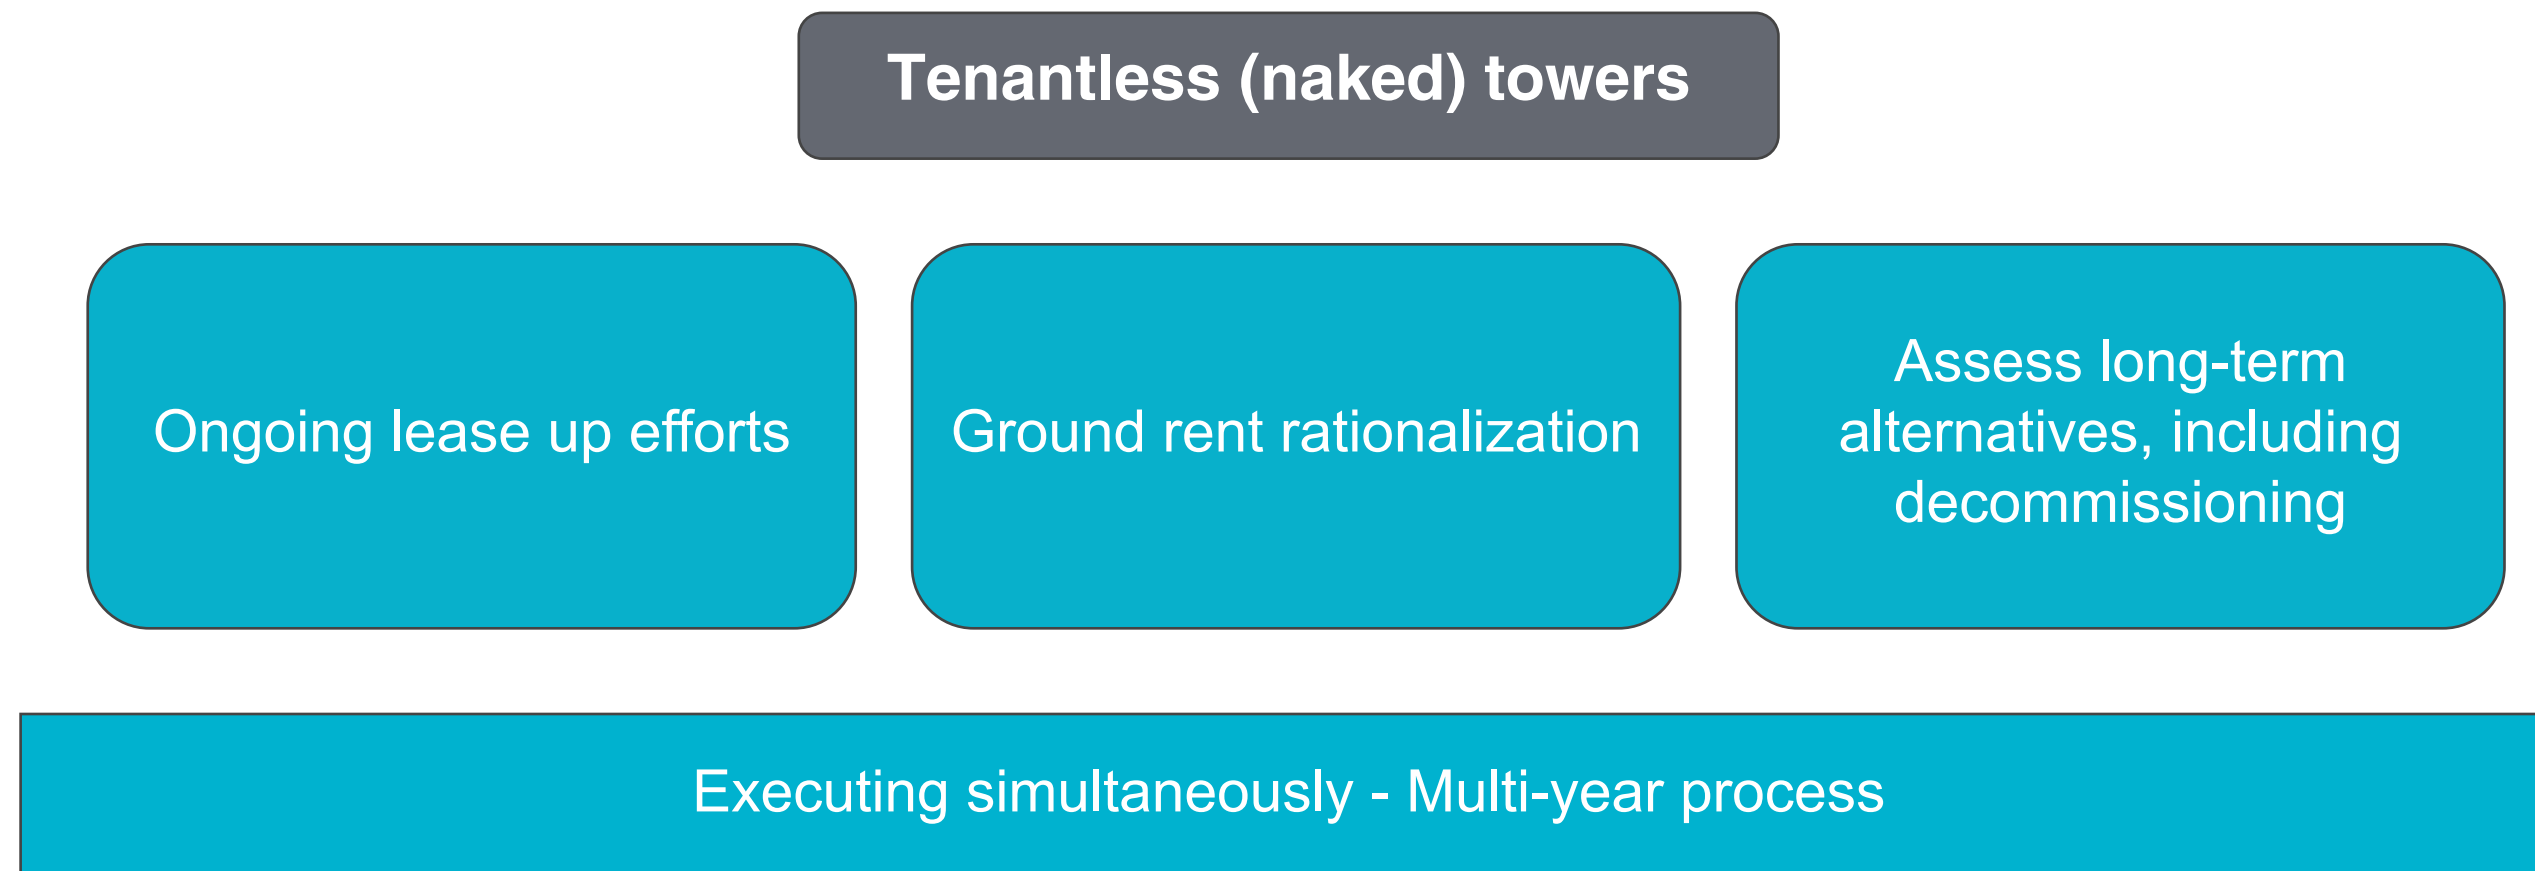 Tenantless (naked) towers
Ongoing lease up efforts
Ground rent rationalization
Assess long-term
alternatives, including
decommissioning
Executing simultaneously - Multi-year process